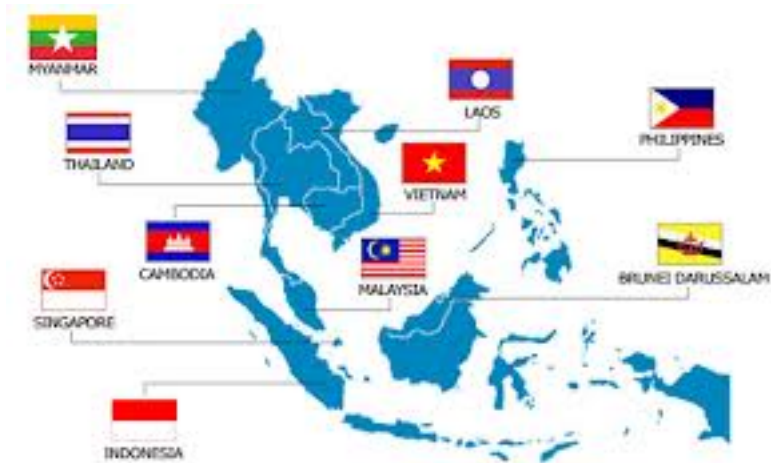 MYANMAR
LAOS
PHILIPPINES
THAILAND
VIETNAM
CAMBODIA
MALAYSIA
BRUNEI DARUSSALAM
SINGAPORE
INDONESIA